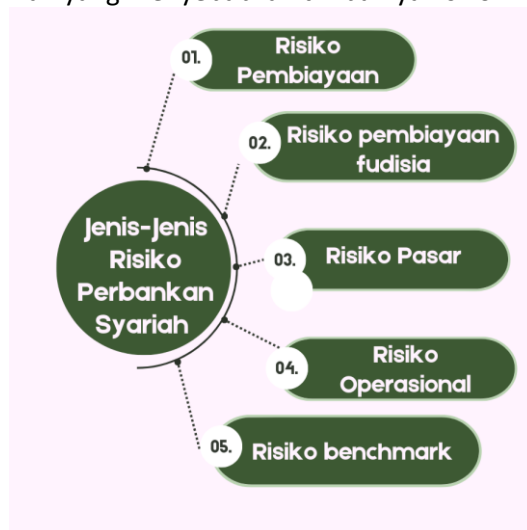 01.
Risiko
Pembiayaan
02.
Risiko pembiayaan
fudisia
Jenis-Jenis
Risiko
Perbankan
Syariah
03.
Risiko Pasar
04.
Risiko
Operasional
05.
Risiko benchmark